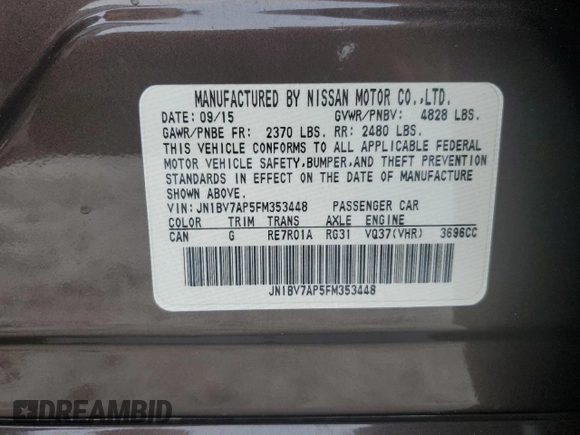 MANUFACTURED BY NISSAN MOTOR CO.,LTD.
DATE: 09/15 GVWR/PNBV: 4828 LBS.
GAWR/PNBE FR: 2370 LBS. RR: 2480 LBS.
THIS VEHICLE CONFORMS TO ALL APPLICABLE FEDERAL
MOTOR VEHICLE SAFETY,BUMPER,AND THEFT PREVENTION
STANDARDS IN EFFECT ON THE DATE OF MANUFACTURE
SHOWN ABOVE.
VIN: JN1BV7AP5FM353448 PASSENGER CAR
COLOR TRIM TRANS AXLE ENGINE
CAN G RE7R01A RG31 VQ37(VHR) 3696CC
JN1BV7AP5FM353448
DREAMBID